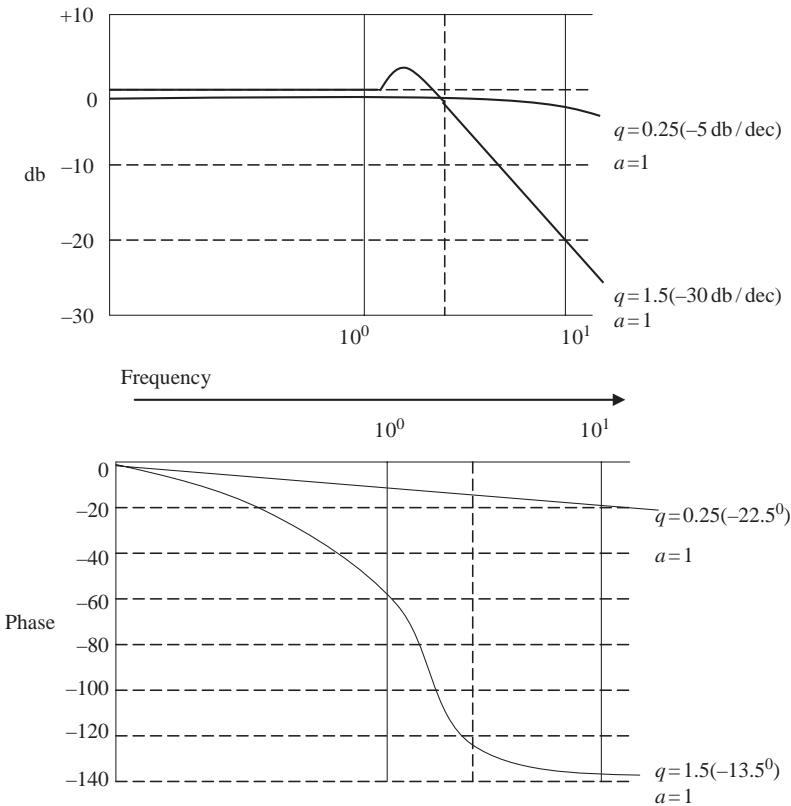 +10
0
db
–10
–20
–30
q=0.25(–5 db/dec)
a=1
q=1.5(–30 db/dec)
a=1
10⁰
10¹
Frequency
10⁰
10¹
0
–20
–40
–60
Phase
–80
–100
–120
–140
q=0.25(–22.5⁰)
a=1
q=1.5(–13.5⁰)
a=1